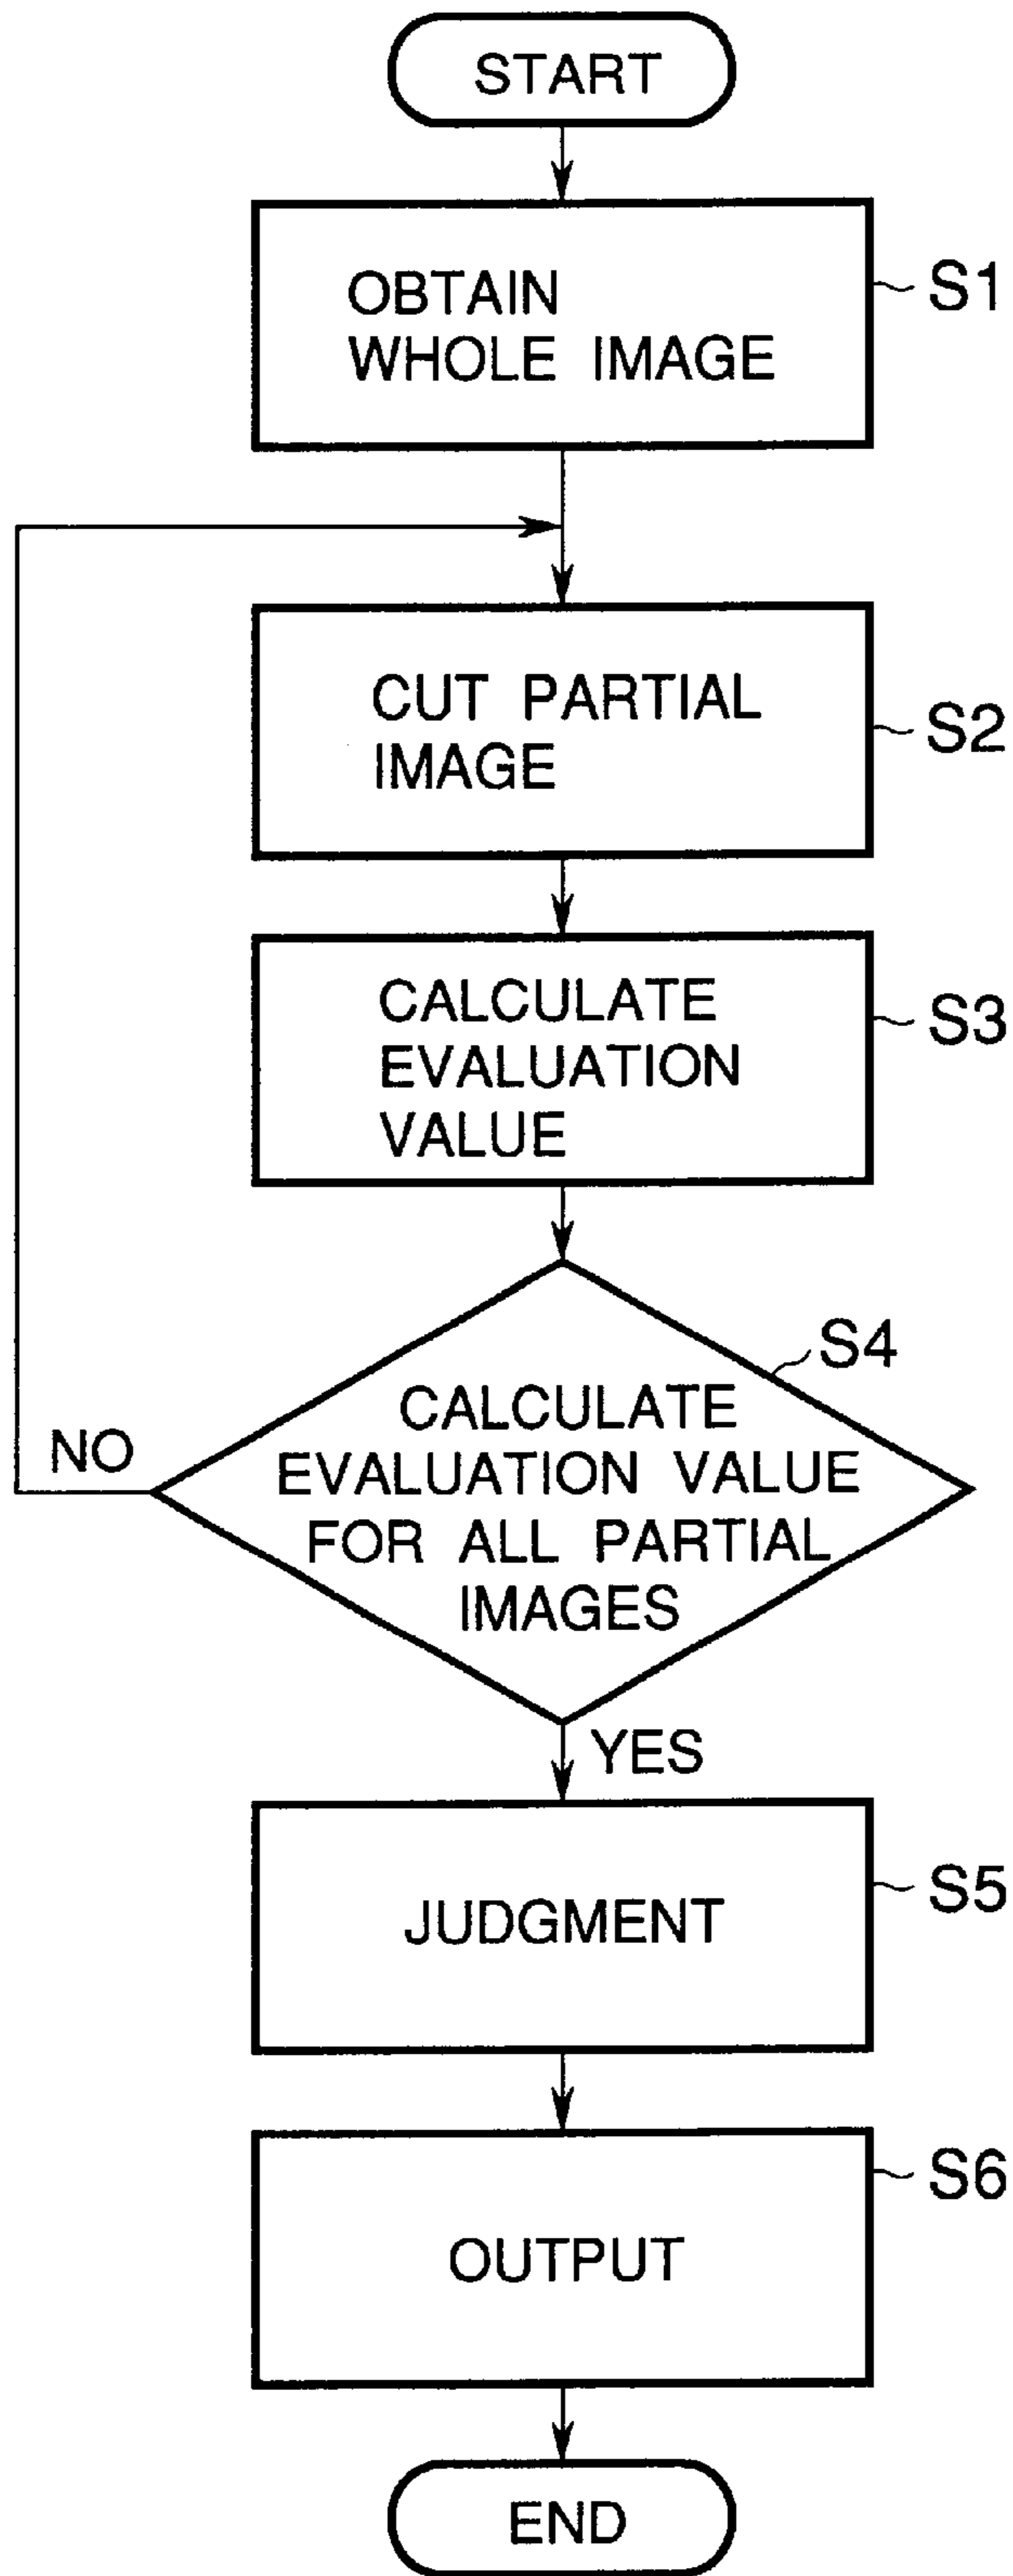 START
OBTAIN
WHOLE IMAGE
S1
CUT PARTIAL
IMAGE
S2
CALCULATE
EVALUATION
VALUE
S3
S4
CALCULATE
EVALUATION VALUE
FOR ALL PARTIAL
IMAGES
NO
YES
JUDGMENT
S5
OUTPUT
S6
END